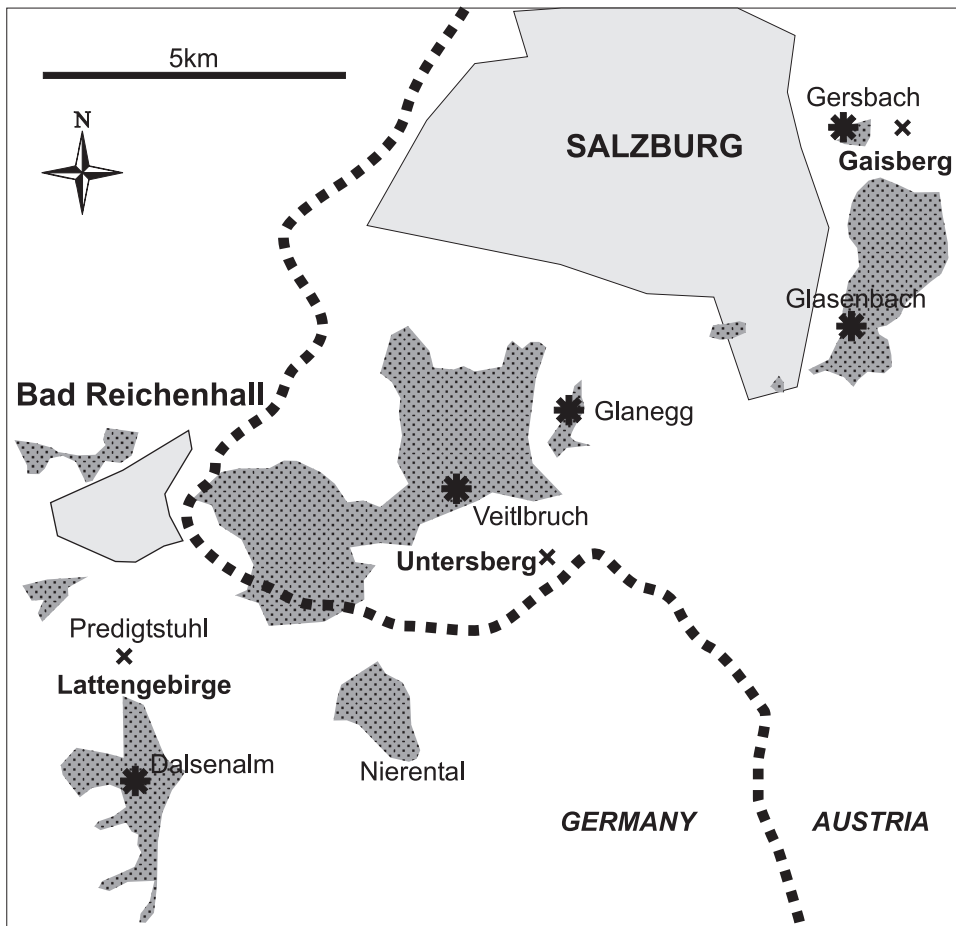 5km
N
Gersbach
SALZBURG
Gaisberg
Glasenbach
Bad Reichenhall
Glanegg
Veitlbruch
Untersberg
Predigtstuhl
Lattengebirge
Dalsenalm
Nierental
GERMANY
AUSTRIA